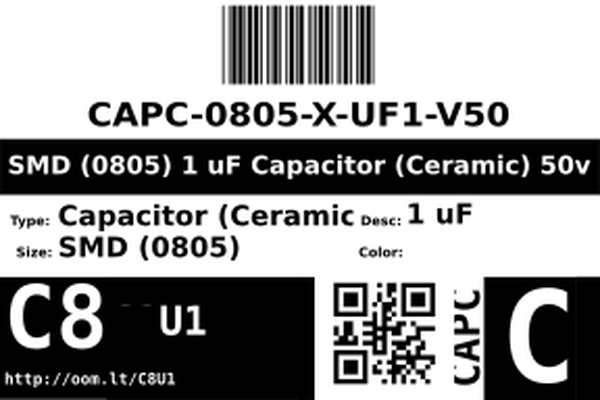 CAPC-0805-X-UF1-V50
SMD (0805) 1 uF Capacitor (Ceramic) 50v
Type: Capacitor (Ceramic Desc: 1 uF
Size: SMD (0805) Color:
C8 U1
http://oom.lt/C8U1
CAPC
C